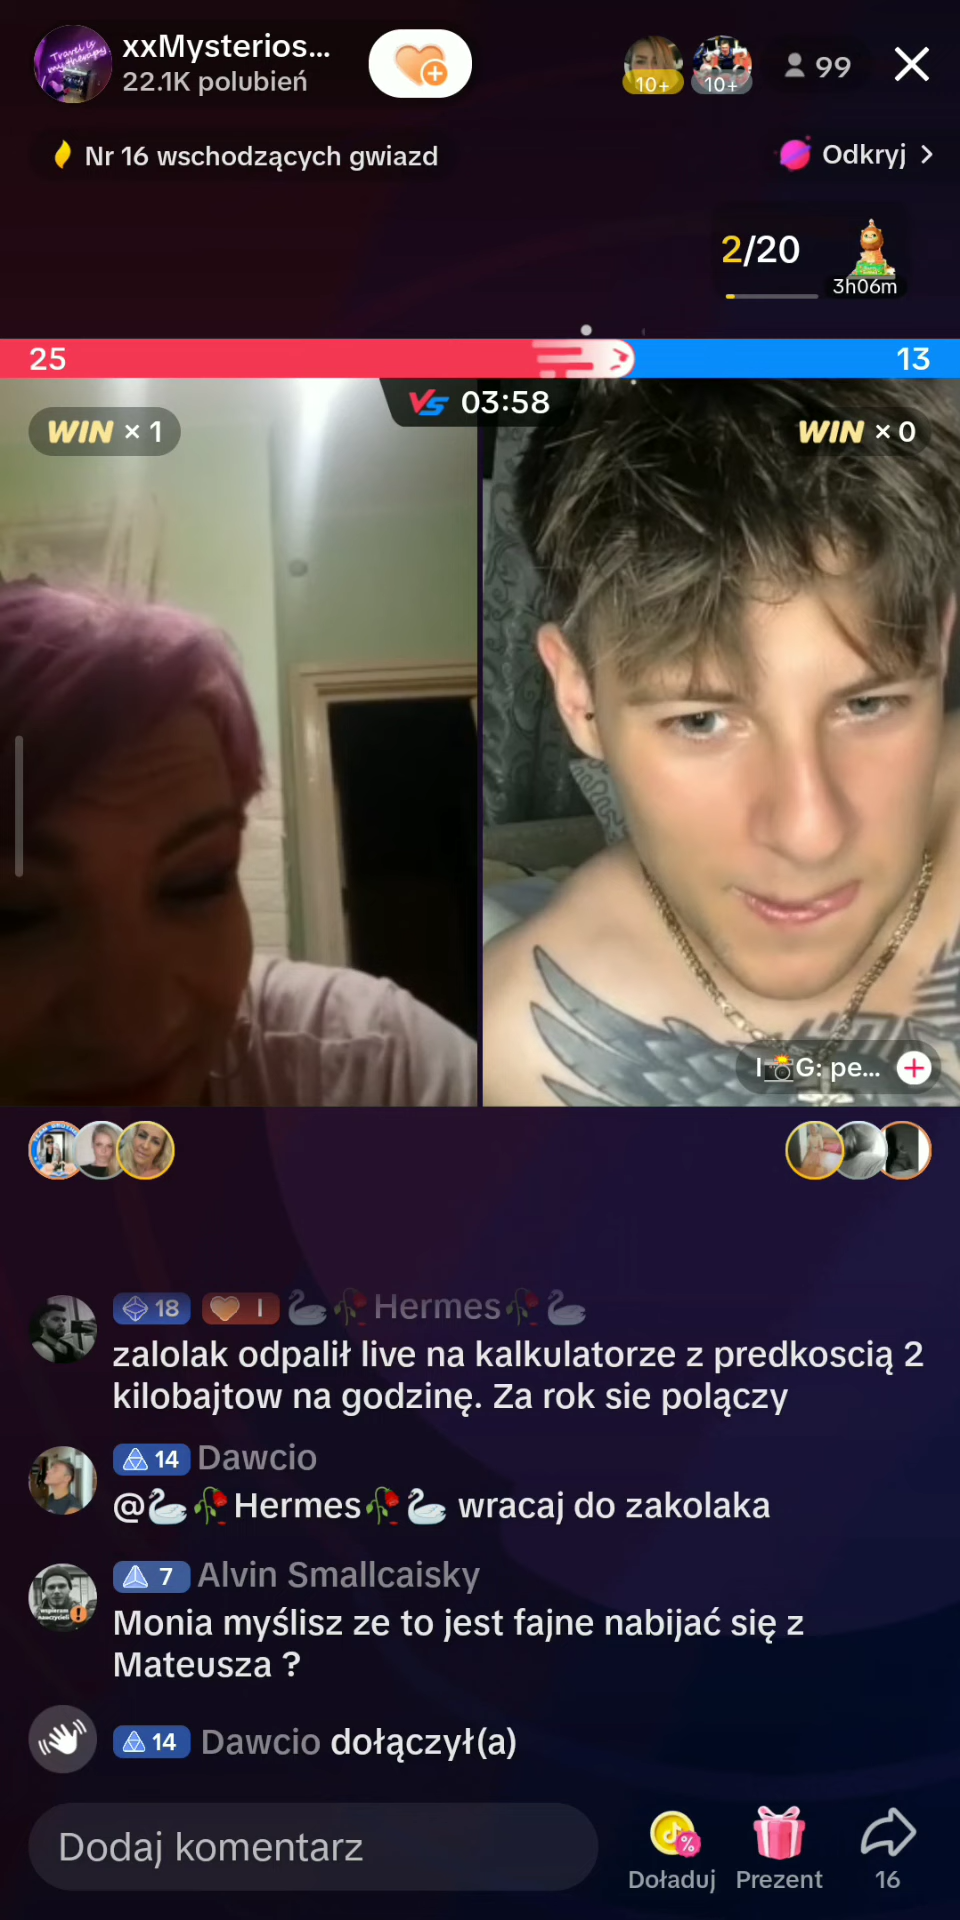 xxMysterios...
22.1K polubień
10+
10+
99
Nr 16 wschodzących gwiazd
Odkryj
2/20
3h06m
25
13
VS 03:58
WIN × 1
WIN × 0
I📸G: pe...
18 I 🦢🥀Hermes🥀🦢
zalolak odpalił live na kalkulatorze z predkoscią 2
kilobajtow na godzinę. Za rok sie polączy
14 Dawcio
@🦢🥀Hermes🥀🦢 wracaj do zakolaka
7 Alvin Smallcaisky
Monia myślisz ze to jest fajne nabijać się z
Mateusza ?
14 Dawcio dołączył(a)
Dodaj komentarz
Doładuj
Prezent
16